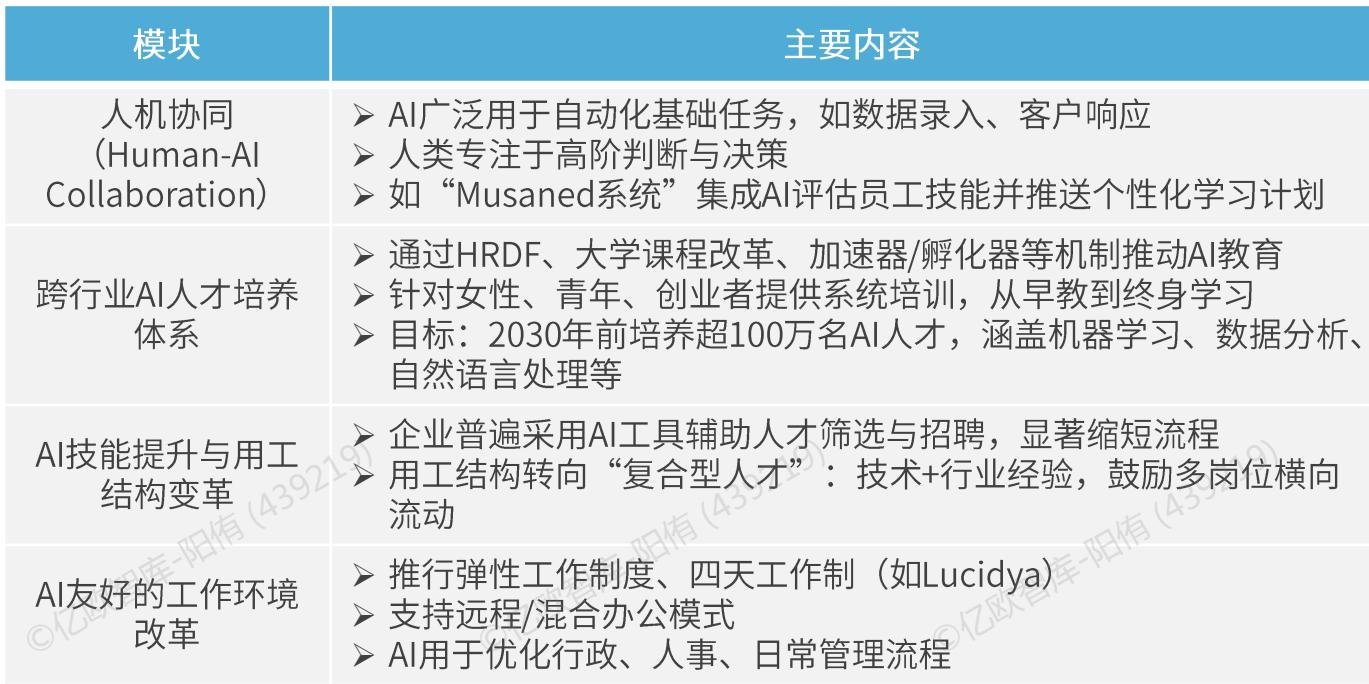 模块
主要内容
人机协同
（Human-AI
Collaboration）
➢ AI广泛用于自动化基础任务，如数据录入、客户响应
➢ 人类专注于高阶判断与决策
➢ 如“Musaned系统”集成AI评估员工技能并推送个性化学习计划
跨行业AI人才培养
体系
➢ 通过HRDF、大学课程改革、加速器/孵化器等机制推动AI教育
➢ 针对女性、青年、创业者提供系统培训，从早教到终身学习
➢ 目标：2030年前培养超100万名AI人才，涵盖机器学习、数据分析、
自然语言处理等
AI技能提升与用工
结构变革
➢ 企业普遍采用AI工具辅助人才筛选与招聘，显著缩短流程
➢ 用工结构转向“复合型人才”：技术+行业经验，鼓励多岗位横向
流动
AI友好的工作环境
改革
➢ 推行弹性工作制度、四天工作制（如Lucidya）
➢ 支持远程/混合办公模式
➢ AI用于优化行政、人事、日常管理流程
©亿欧智库-阳侑 (439219)
©亿欧智库-阳侑 (439219)
©亿欧智库-阳侑 (439219)